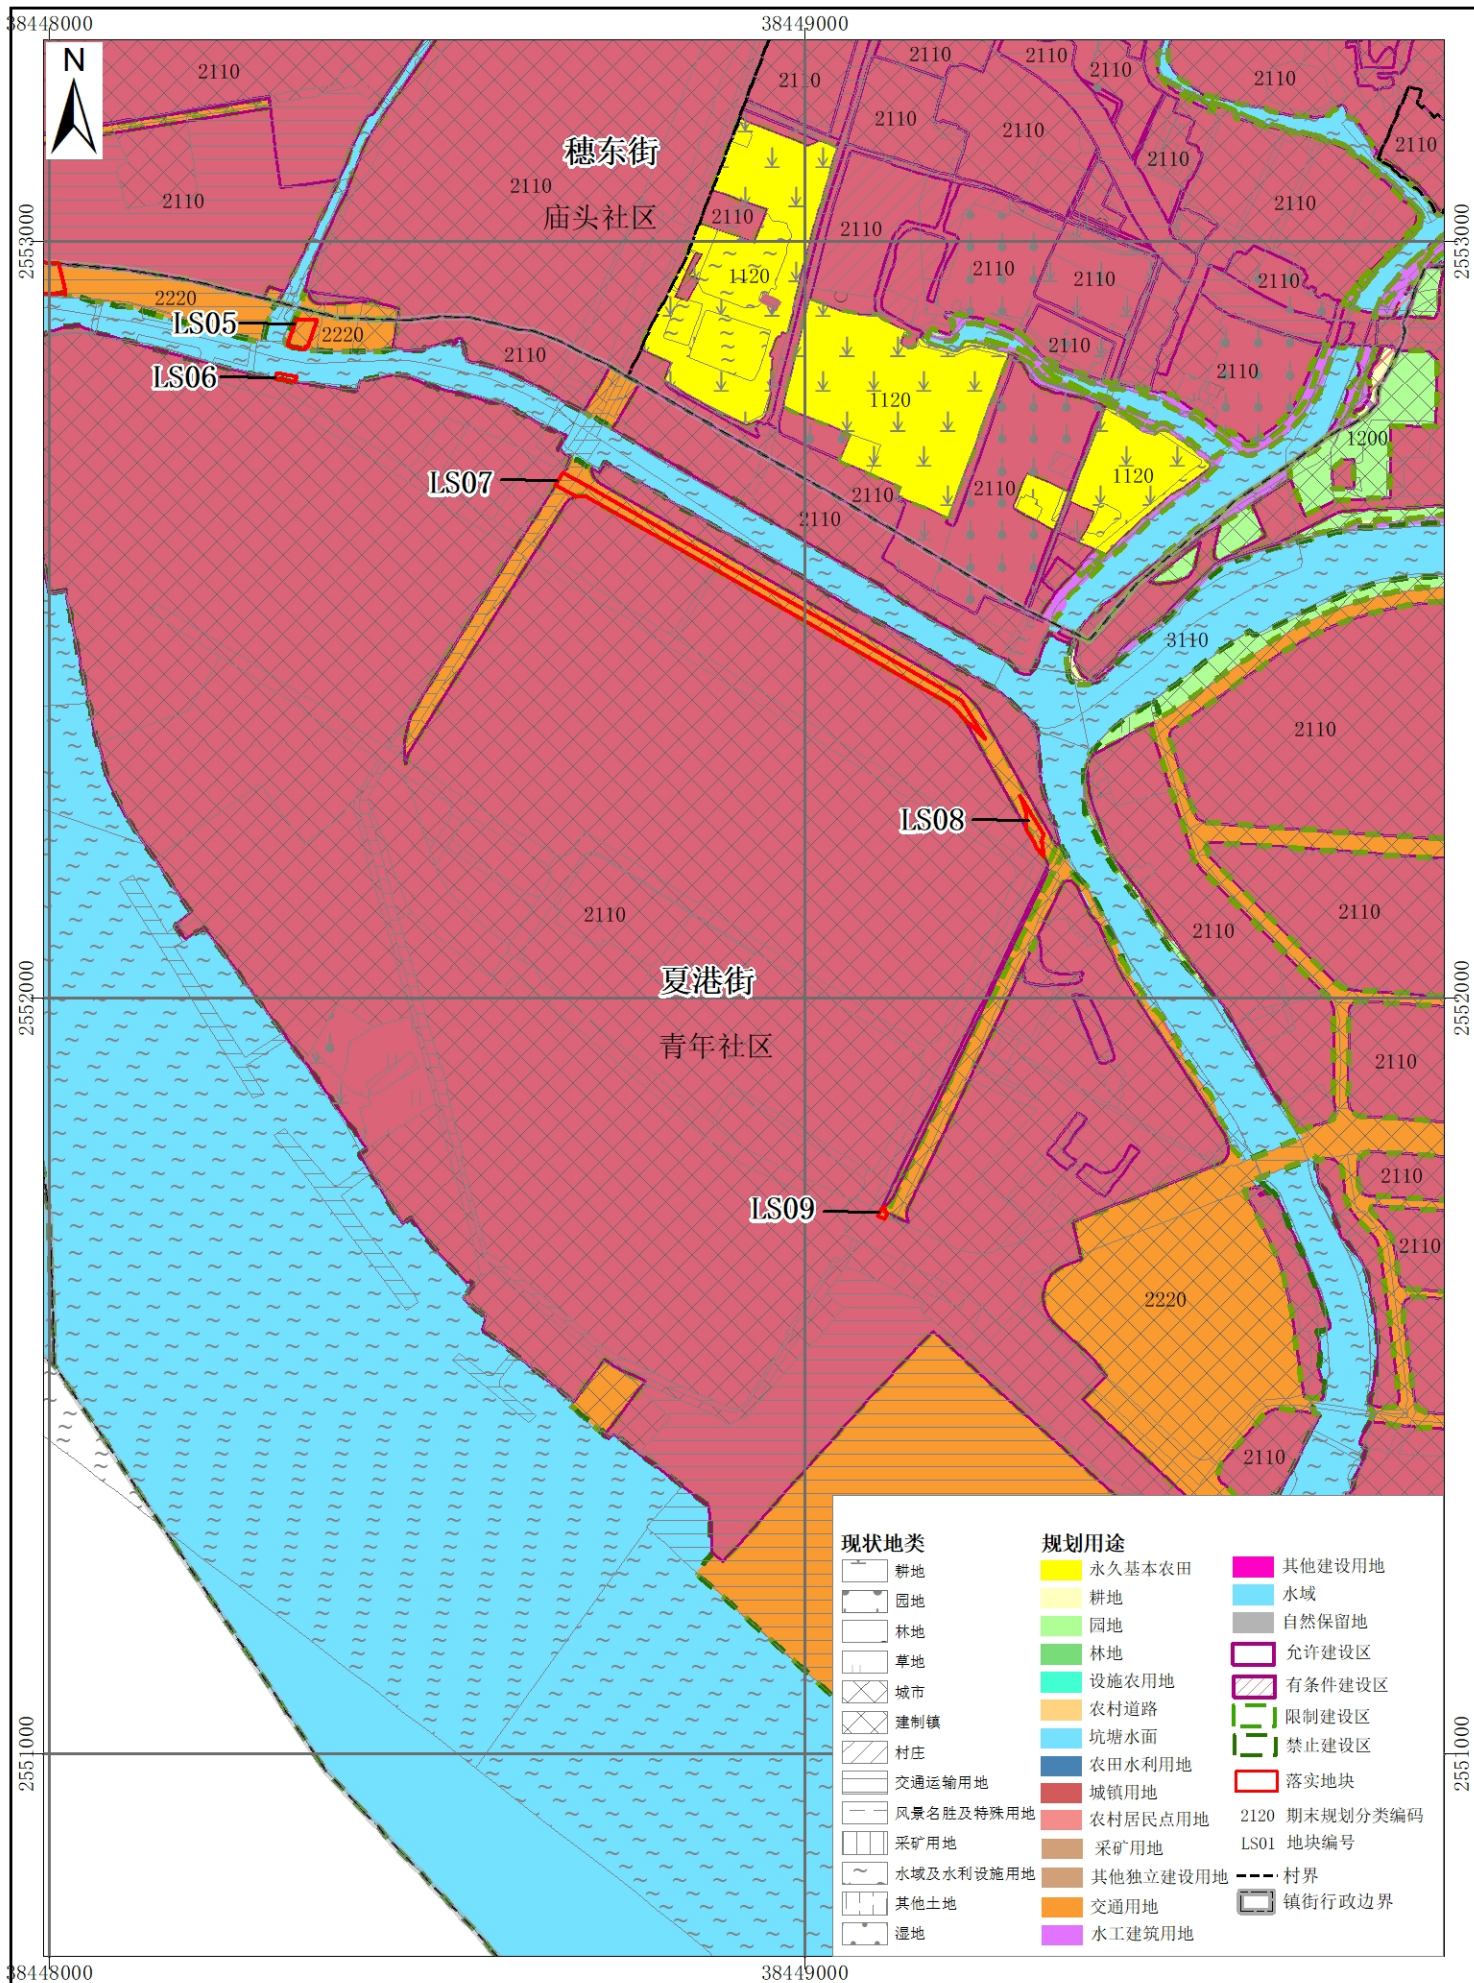 38448000
38449000
N
2110
2110
2110
2110
2110
2110
2110
2110
2110
2110
穗东街
2110
2110
2110
2110
庙头社区
2110
2110
2553000
2553000
2110
2110
2110
1120
2220
LS05
2220
2110
2110
2110
LS06
1120
1200
LS07
2110
2110
1120
2110
3110
2110
LS08
2110
2110
2110
夏港街
2552000
2552000
青年社区
2110
2110
LS09
2110
2220
2110
现状地类
耕地
园地
林地
草地
城市
建制镇
村庄
交通运输用地
风景名胜及特殊用地
采矿用地
水域及水利设施用地
其他土地
湿地
规划用途
永久基本农田
耕地
园地
林地
设施农用地
农村道路
坑塘水面
农田水利用地
城镇用地
农村居民点用地
采矿用地
其他独立建设用地
交通用地
水工建筑用地
其他建设用地
水域
自然保留地
允许建设区
有条件建设区
限制建设区
禁止建设区
落实地块
2120 期末规划分类编码
LS01 地块编号
村界
镇街行政边界
2551000
2551000
38448000
38449000